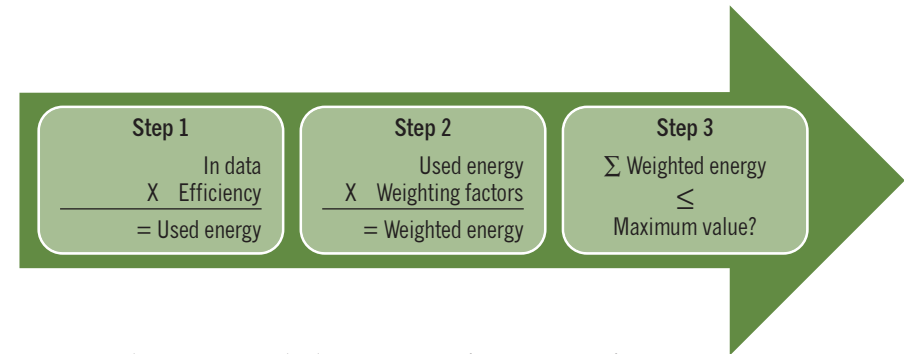 Step 1
In data
X Efficiency
= Used energy
Step 2
Used energy
X Weighting factors
= Weighted energy
Step 3
∑ Weighted energy
≤
Maximum value?